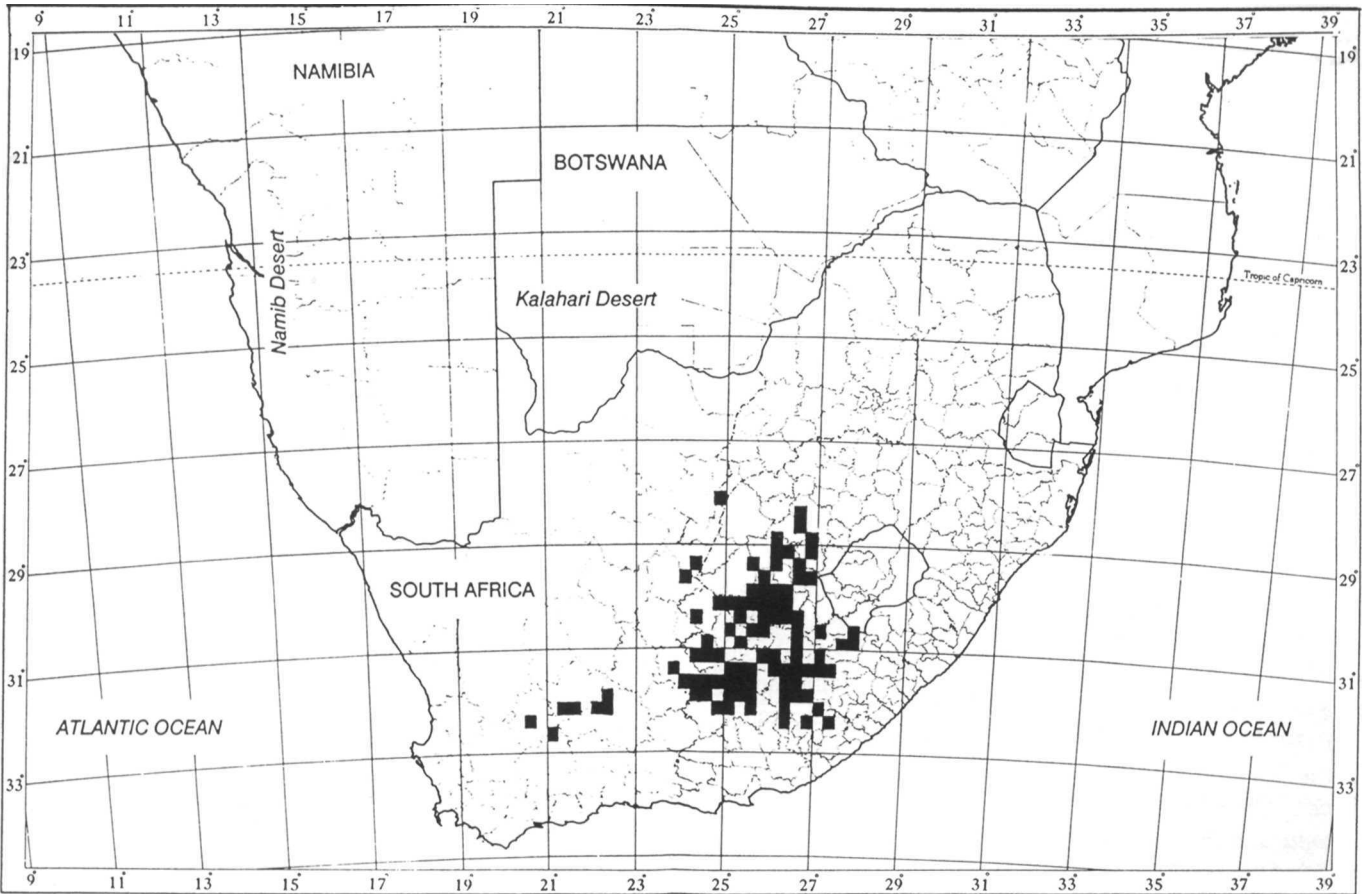 9° 11° 13° 15° 17° 19° 21° 23° 25° 27° 29° 31° 33° 35° 37° 39°
19° NAMIBIA 19°
21° BOTSWANA 21°
Namib Desert
23° 23°
Tropic of Capricorn
Kalahari Desert
25° 25°
27° 27°
29° SOUTH AFRICA 29°
31° 31°
ATLANTIC OCEAN INDIAN OCEAN
33° 33°
9° 11° 13° 15° 17° 19° 21° 23° 25° 27° 29° 31° 33° 35° 37° 39°